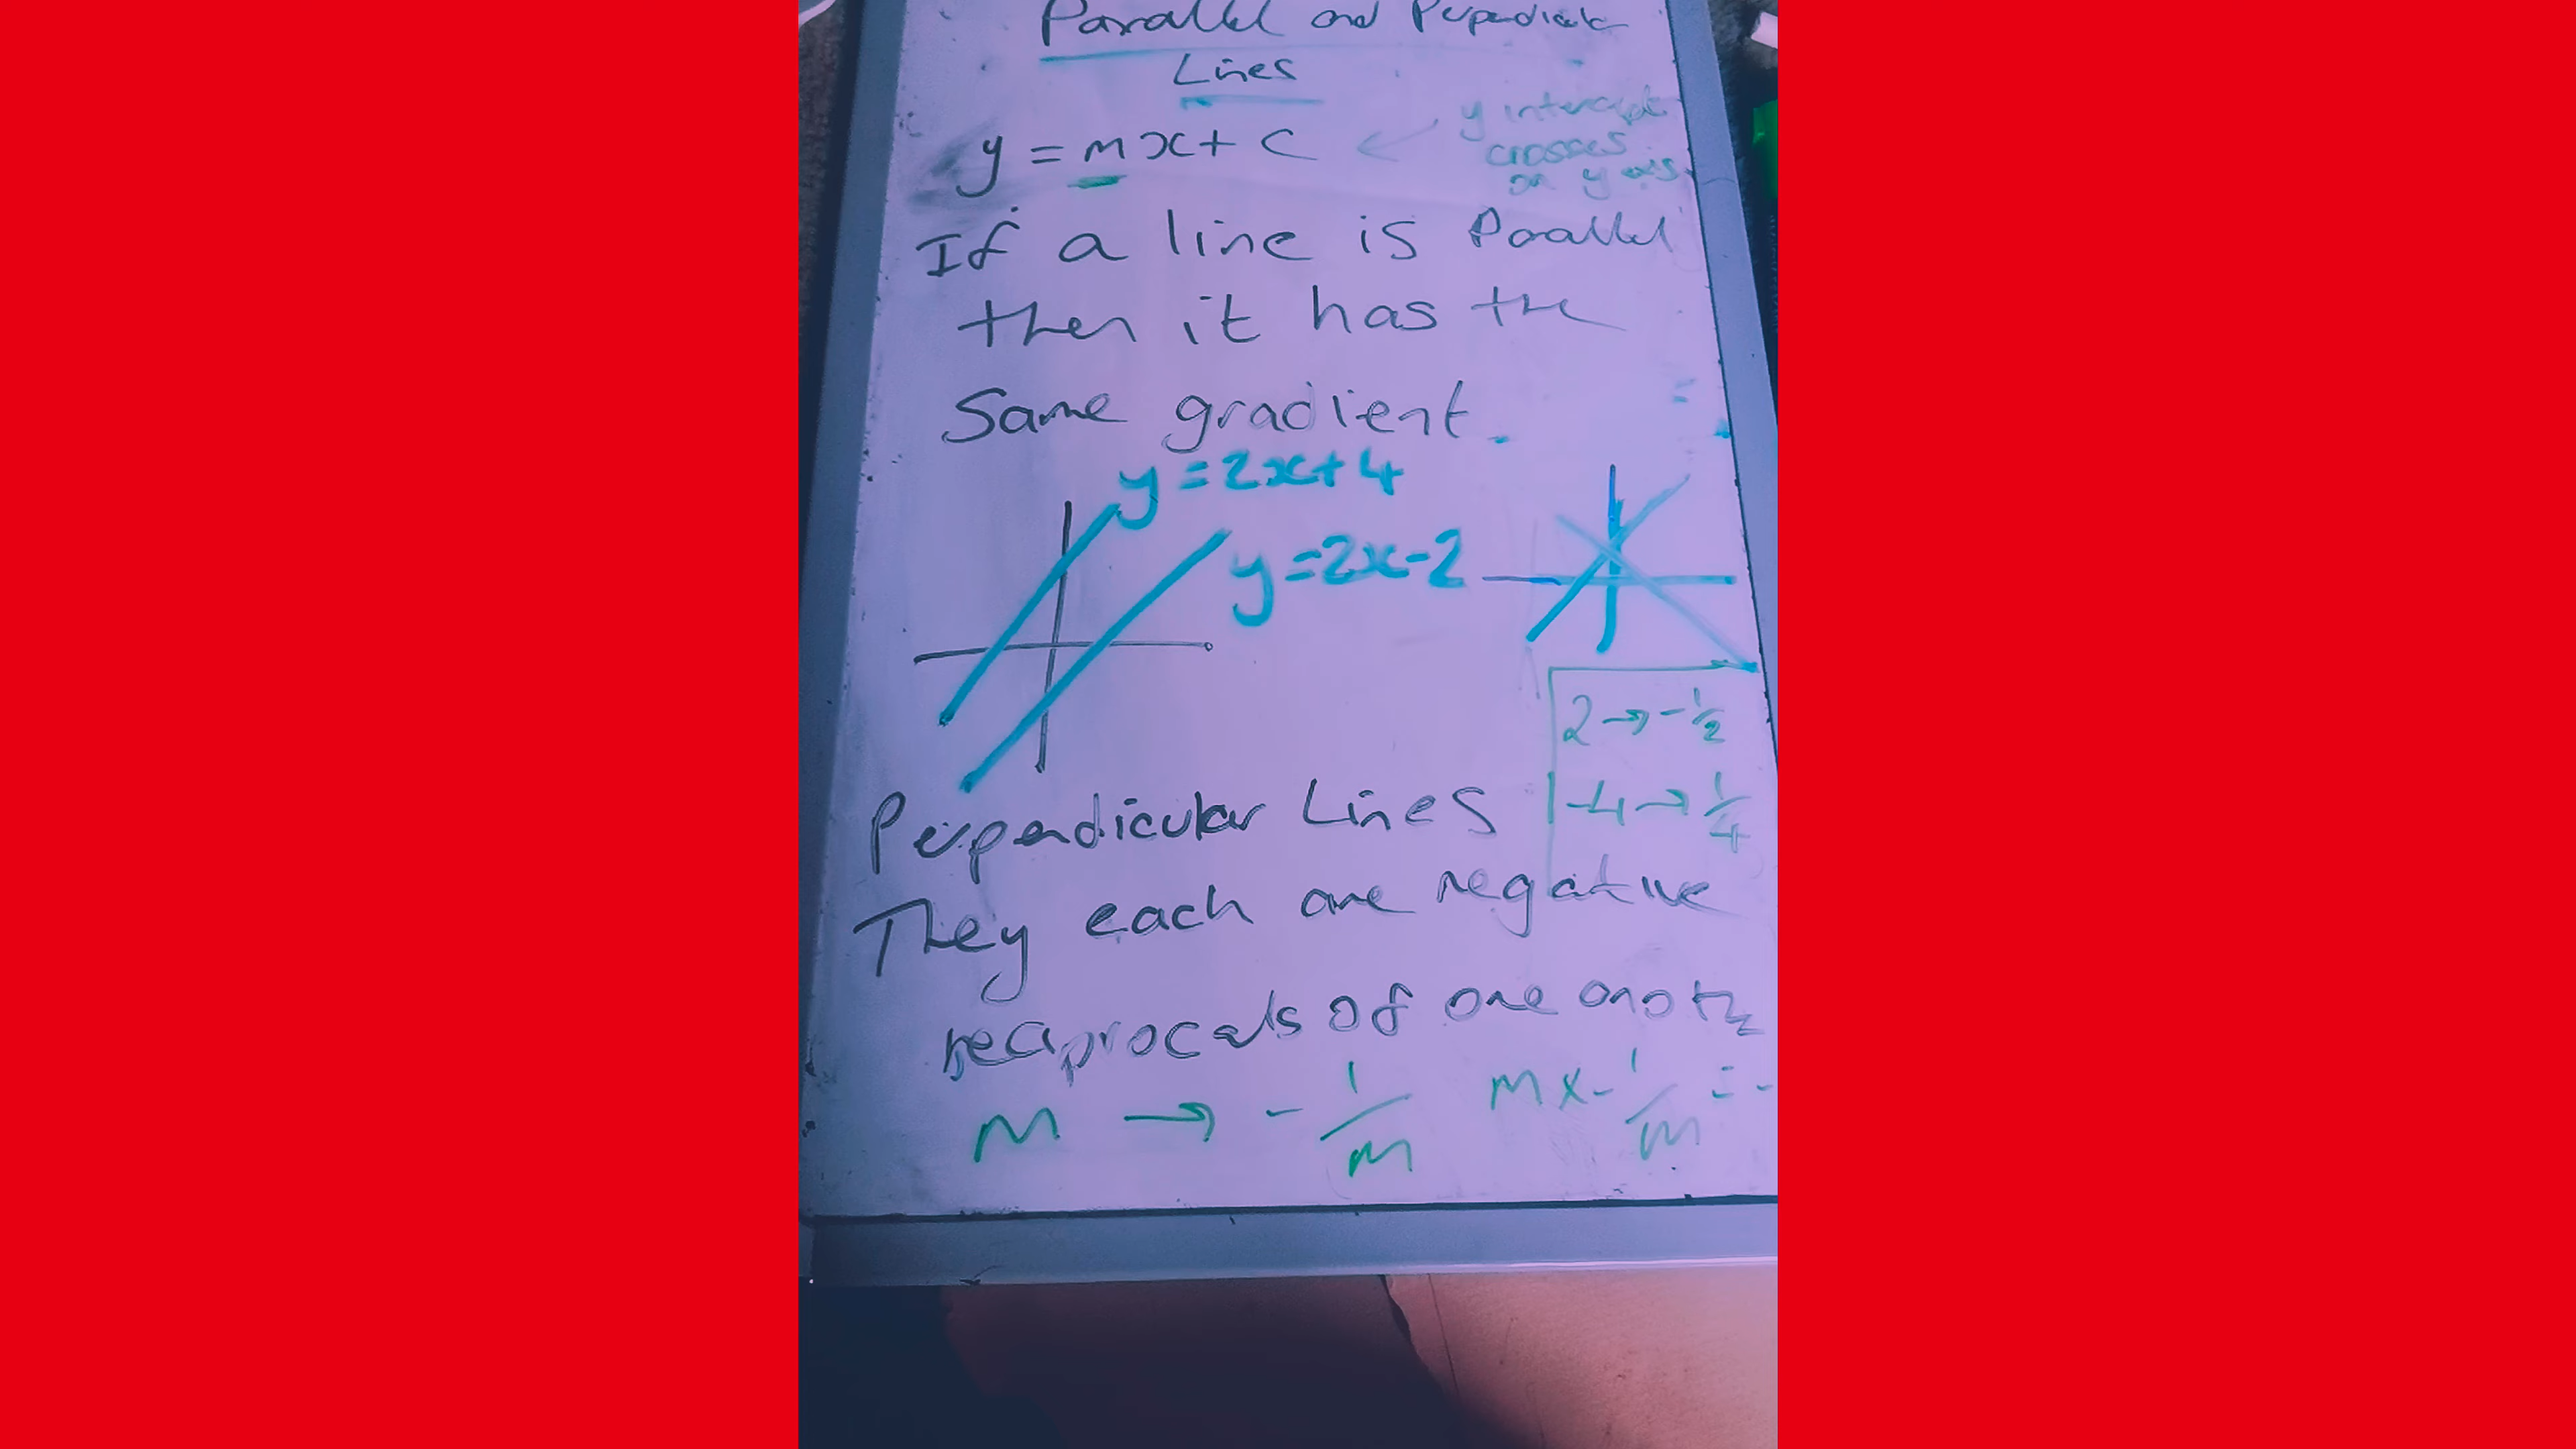 Parallel and Perpendicular
Lines
y = mx + c
y intercept
crosses
on y axis
If a line is Parallel
then it has the
Same gradient.
y = 2x + 4
y = 2x - 2
2 → -1/2
-4 → 1/4
Perpendicular Lines
They each are negative
reciprocals of one another
m → - 1/m
m x - 1/m = -